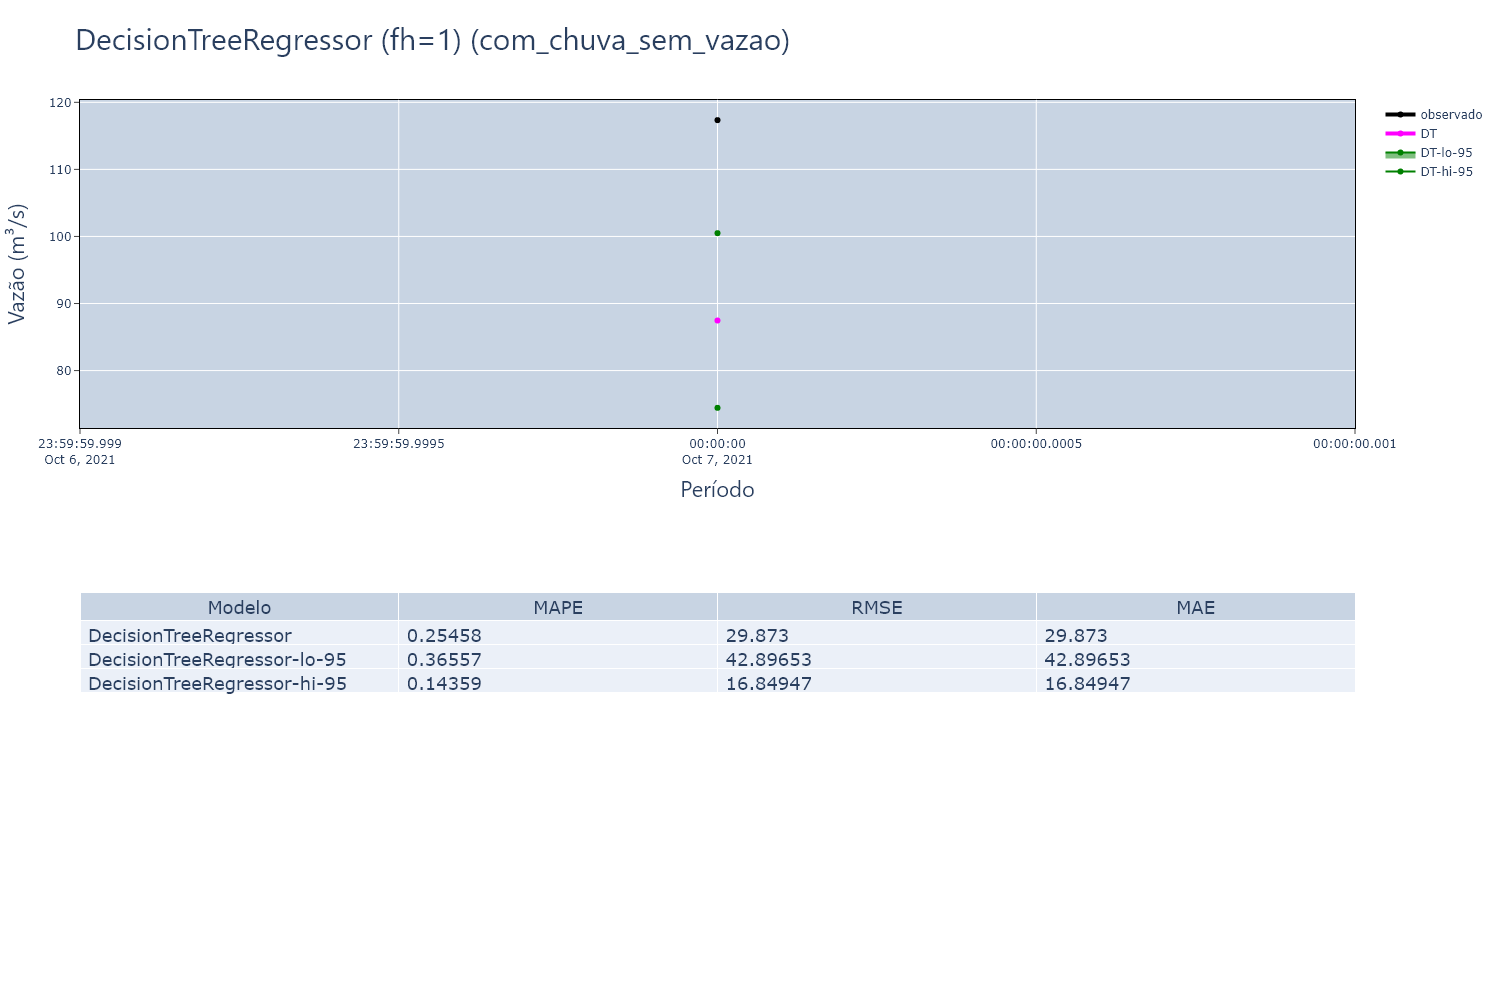 DecisionTreeRegressor (fh=1) (com_chuva_sem_vazao)
120
110
100
90
80
Vazão (m³/s)
23:59:59.999
Oct 6, 2021
23:59:59.9995
00:00:00
Oct 7, 2021
00:00:00.0005
00:00:00.001
Período
observado
DT
DT-lo-95
DT-hi-95
Modelo MAPE RMSE MAE
DecisionTreeRegressor 0.25458 29.873 29.873
DecisionTreeRegressor-lo-95 0.36557 42.89653 42.89653
DecisionTreeRegressor-hi-95 0.14359 16.84947 16.84947